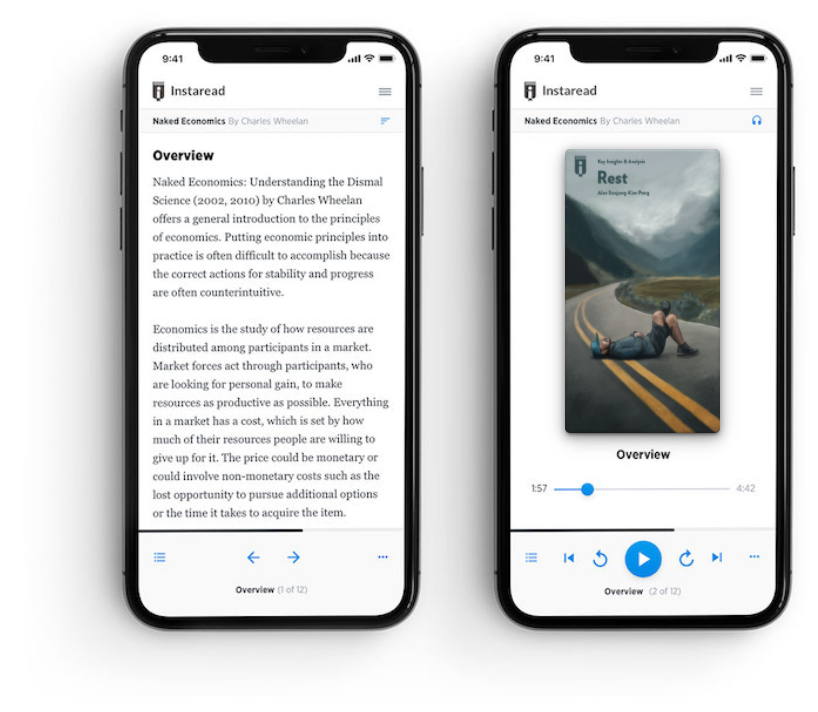 9:41
Instaread
Naked Economics By Charles Wheelan
Overview
Naked Economics: Understanding the Dismal
Science (2002, 2010) by Charles Wheelan
offers a general introduction to the principles
of economics. Putting economic principles into
practice is often difficult to accomplish because
the correct actions for stability and progress
are often counterintuitive.
Economics is the study of how resources are
distributed among participants in a market.
Market forces act through participants, who
are looking for personal gain, to make
resources as productive as possible. Everything
in a market has a cost, which is set by how
much of their resources people are willing to
give up for it. The price could be monetary or
could involve non-monetary costs such as the
lost opportunity to pursue additional options
or the time it takes to acquire the item.
Overview (1 of 12)
9:41
Instaread
Naked Economics By Charles Wheelan
Key Insights & Analysis
Rest
Alex Soojung-Kim Pang
Overview
1:57
4:42
Overview (2 of 12)